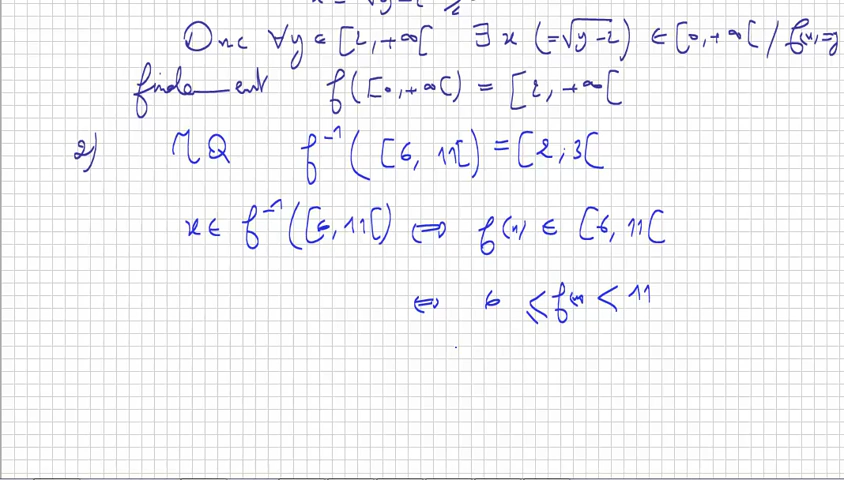 x = √y-2
Donc ∀y ∈ [2, +∞[ ∃ x (=√y-2) ∈ [0, +∞[ / f(x)=y
finalement f([0, +∞[) = [2, +∞[
2) MQ f⁻¹([6, 11[) = [2, 3[
x ∈ f⁻¹([6, 11[) ⟺ f(x) ∈ [6, 11[
⟺ 6 ≤ f(x) < 11